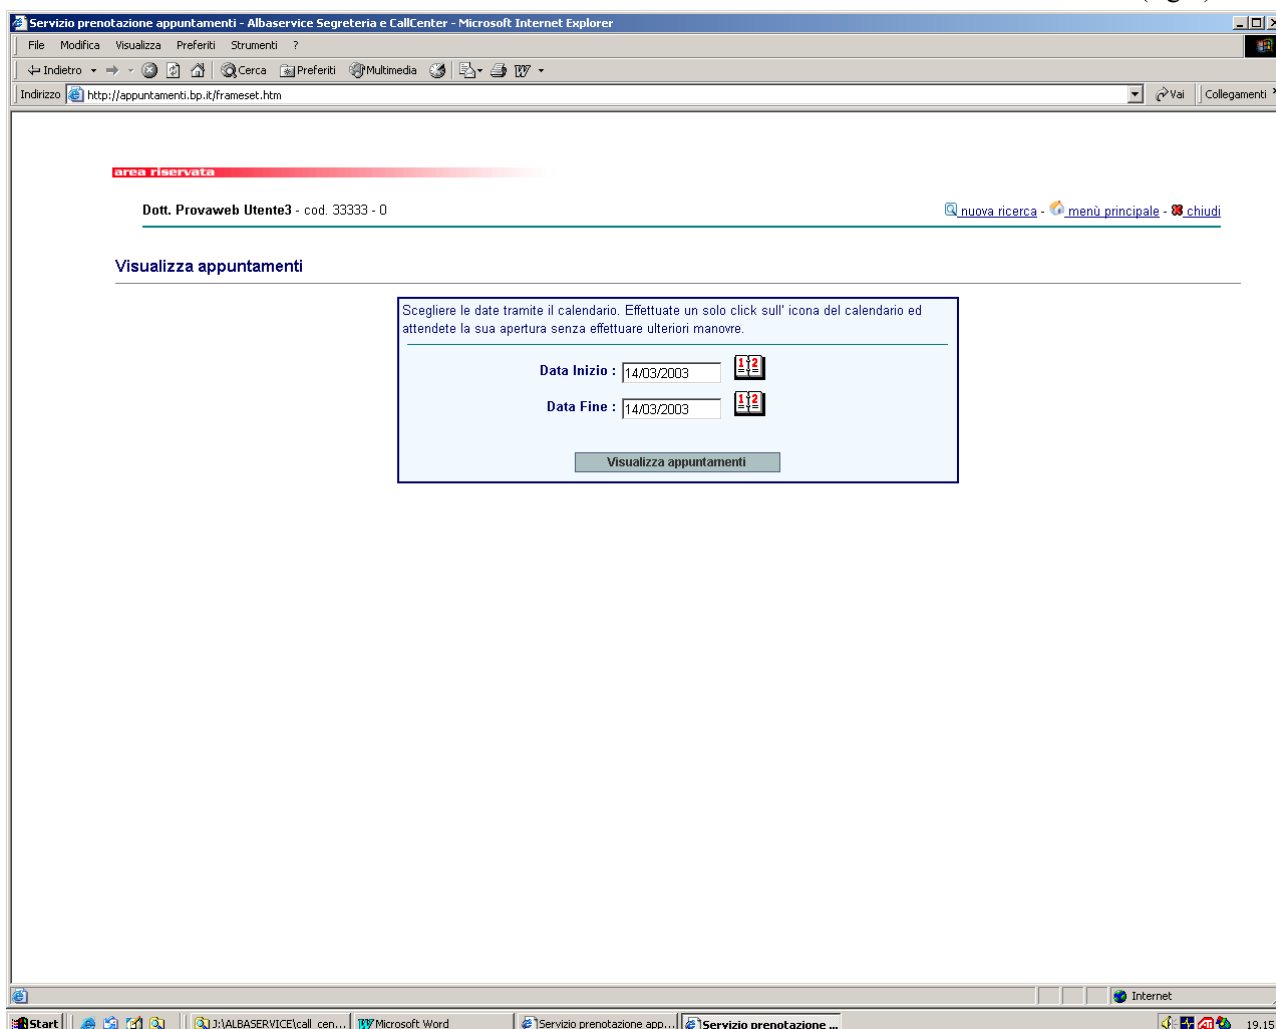 Servizio prenotazione appuntamenti - Albaservice Segreteria e CallCenter - Microsoft Internet Explorer
File Modifica Visualizza Preferiti Strumenti ?
Indietro Cerca Preferiti Multimedia
Indirizzo http://appuntamenti.bp.it/frameset.htm Vai Collegamenti
area riservata
Dott. Provaweb Utente3 - cod. 33333 - 0 nuova ricerca - menù principale - chiudi
Visualizza appuntamenti
Scegliere le date tramite il calendario. Effettuate un solo click sull' icona del calendario ed
attendete la sua apertura senza effettuare ulteriori manovre.
Data Inizio : 14/03/2003
Data Fine : 14/03/2003
Visualizza appuntamenti
Internet
Start J:\ALBASERVICE\call_cen... Microsoft Word Servizio prenotazione app... Servizio prenotazione ... 19.15